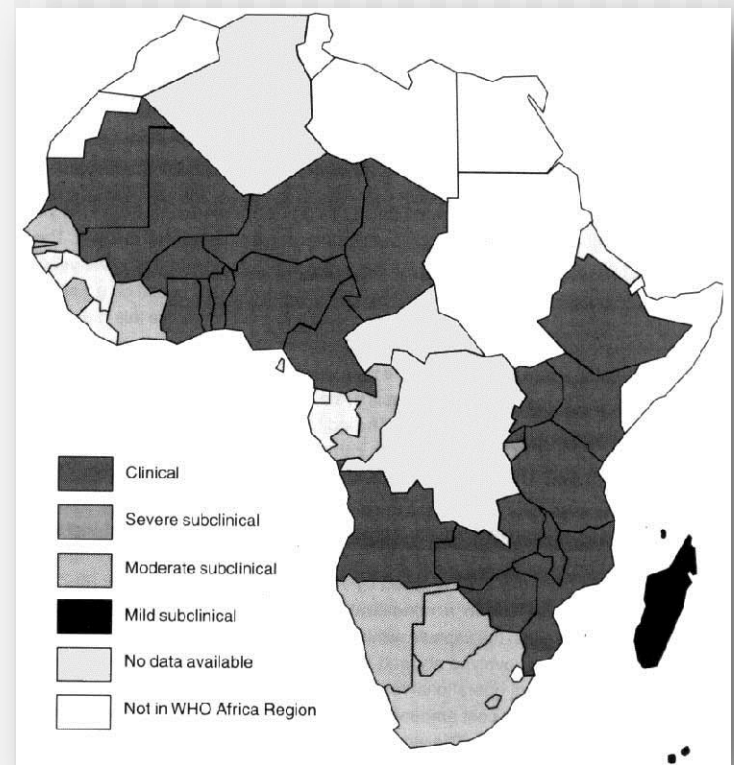 Clinical
Severe subclinical
Moderate subclinical
Mild subclinical
No data available
Not in WHO Africa Region